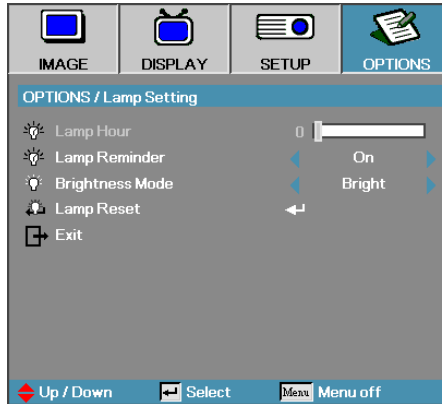 IMAGE DISPLAY SETUP OPTIONS
OPTIONS / Lamp Setting
Lamp Hour 0
Lamp Reminder On
Brightness Mode Bright
Lamp Reset
Exit
Up / Down Select Menu Menu off